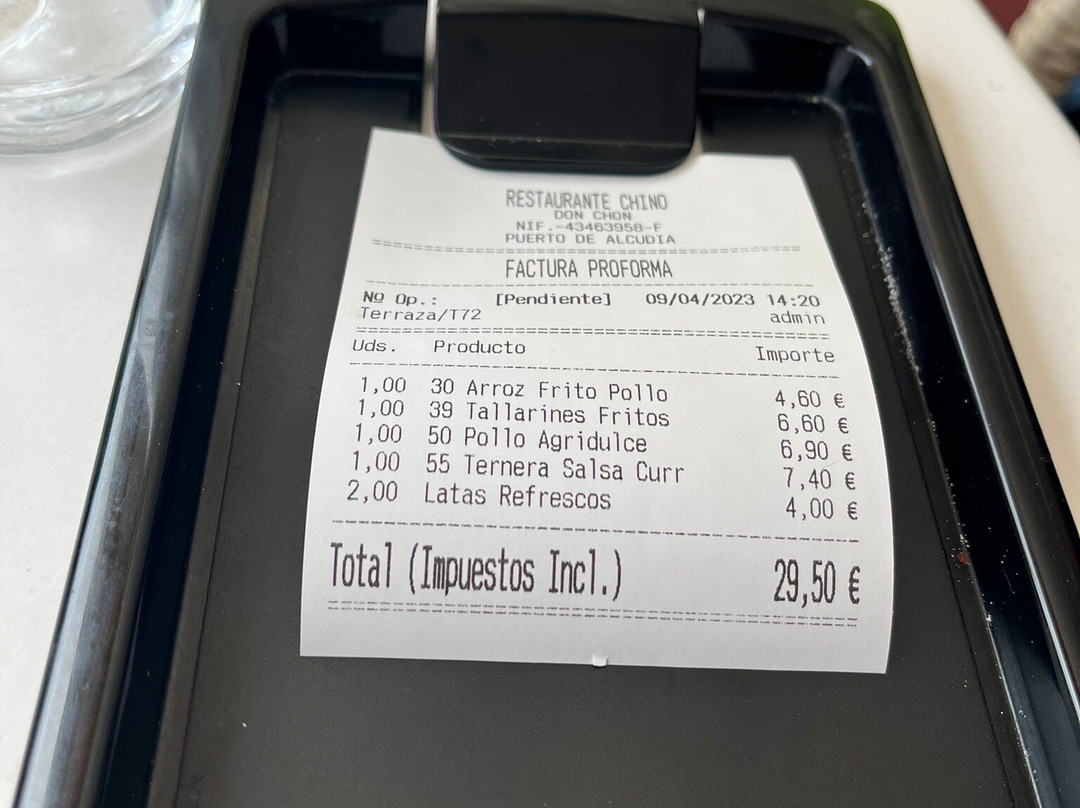 RESTAURANTE CHINO
DON CHON
NIF.-43463958-F
PUERTO DE ALCUDIA
FACTURA PROFORMA
Nº Op.: [Pendiente] 09/04/2023 14:20
Terraza/T72 admin
Uds. Producto Importe
1,00 30 Arroz Frito Pollo 4,60 €
1,00 39 Tallarines Fritos 6,60 €
1,00 50 Pollo Agridulce 6,90 €
1,00 55 Ternera Salsa Curr 7,40 €
2,00 Latas Refrescos 4,00 €
Total (Impuestos Incl.) 29,50 €